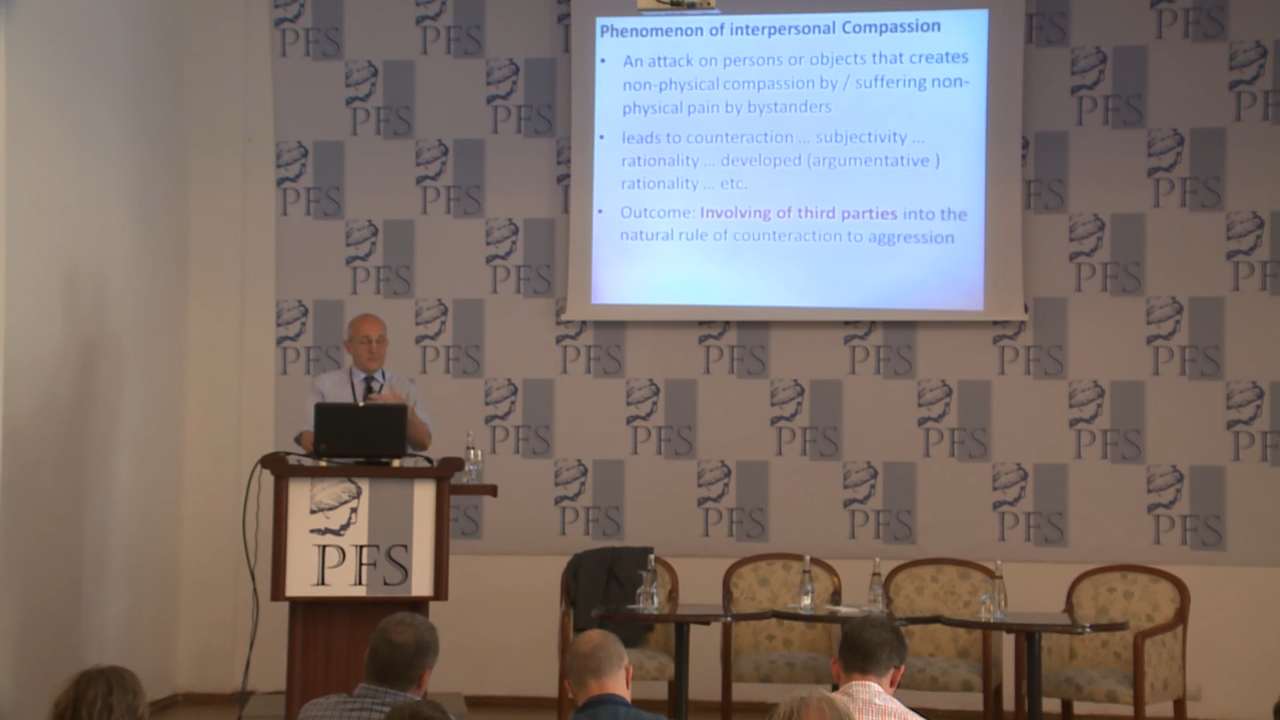 Phenomenon of interpersonal Compassion
• An attack on persons or objects that creates
non-physical compassion by / suffering non-
physical pain by bystanders
• leads to counteraction ... subjectivity ...
rationality ... developed (argumentative )
rationality ... etc.
• Outcome: Involving of third parties into the
natural rule of counteraction to aggression
PFS